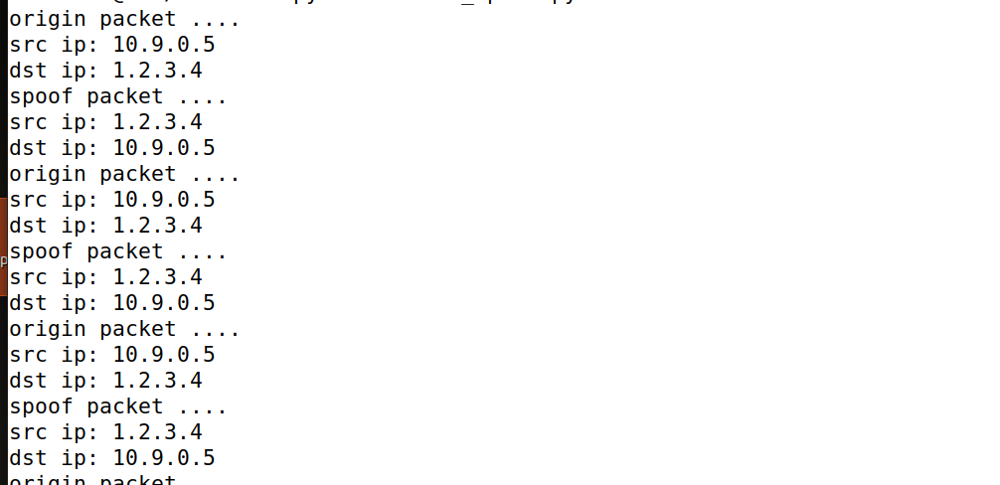 origin packet ....
src ip: 10.9.0.5
dst ip: 1.2.3.4
spoof packet ....
src ip: 1.2.3.4
dst ip: 10.9.0.5
origin packet ....
src ip: 10.9.0.5
dst ip: 1.2.3.4
spoof packet ....
src ip: 1.2.3.4
dst ip: 10.9.0.5
origin packet ....
src ip: 10.9.0.5
dst ip: 1.2.3.4
spoof packet ....
src ip: 1.2.3.4
dst ip: 10.9.0.5
origin packet